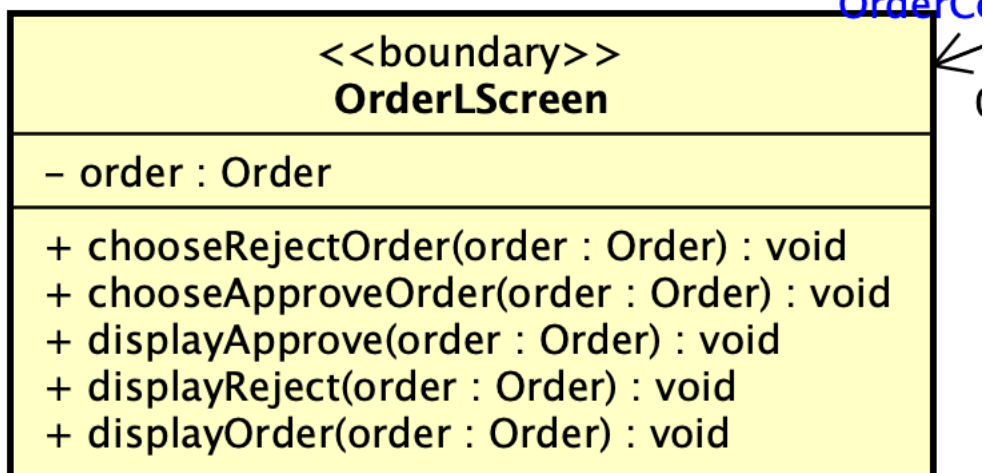 <<boundary>>
OrderLScreen
– order : Order
+ chooseRejectOrder(order : Order) : void
+ chooseApproveOrder(order : Order) : void
+ displayApprove(order : Order) : void
+ displayReject(order : Order) : void
+ displayOrder(order : Order) : void